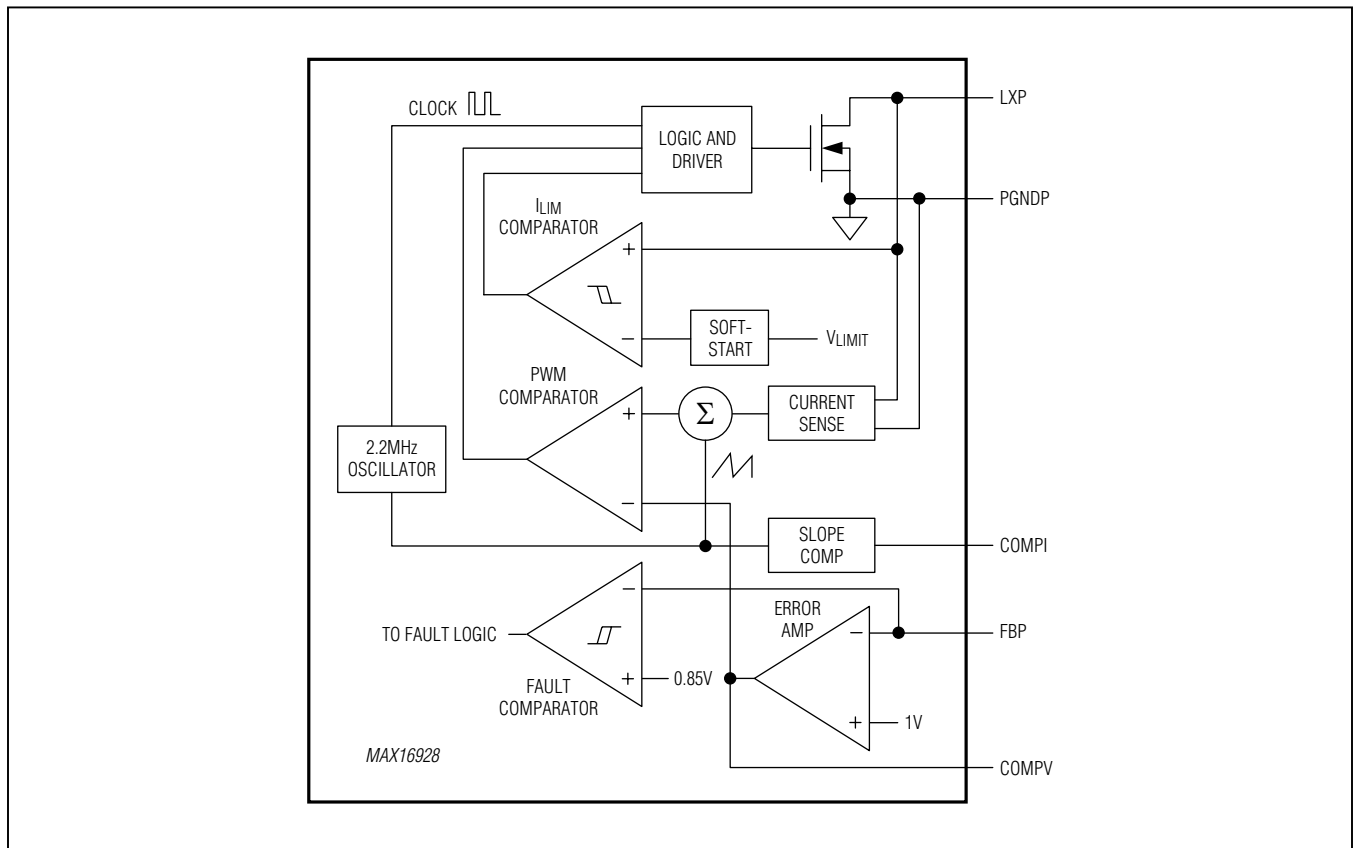 CLOCK
LXP
LOGIC AND
DRIVER
PGNDP
ILIM
COMPARATOR
+
−
SOFT-
START
VLIMIT
PWM
COMPARATOR
+
Σ
CURRENT
SENSE
2.2MHz
OSCILLATOR
−
SLOPE
COMP
COMPI
−
ERROR
AMP
−
FBP
TO FAULT LOGIC
+
0.85V
FAULT
COMPARATOR
+
1V
MAX16928
COMPV